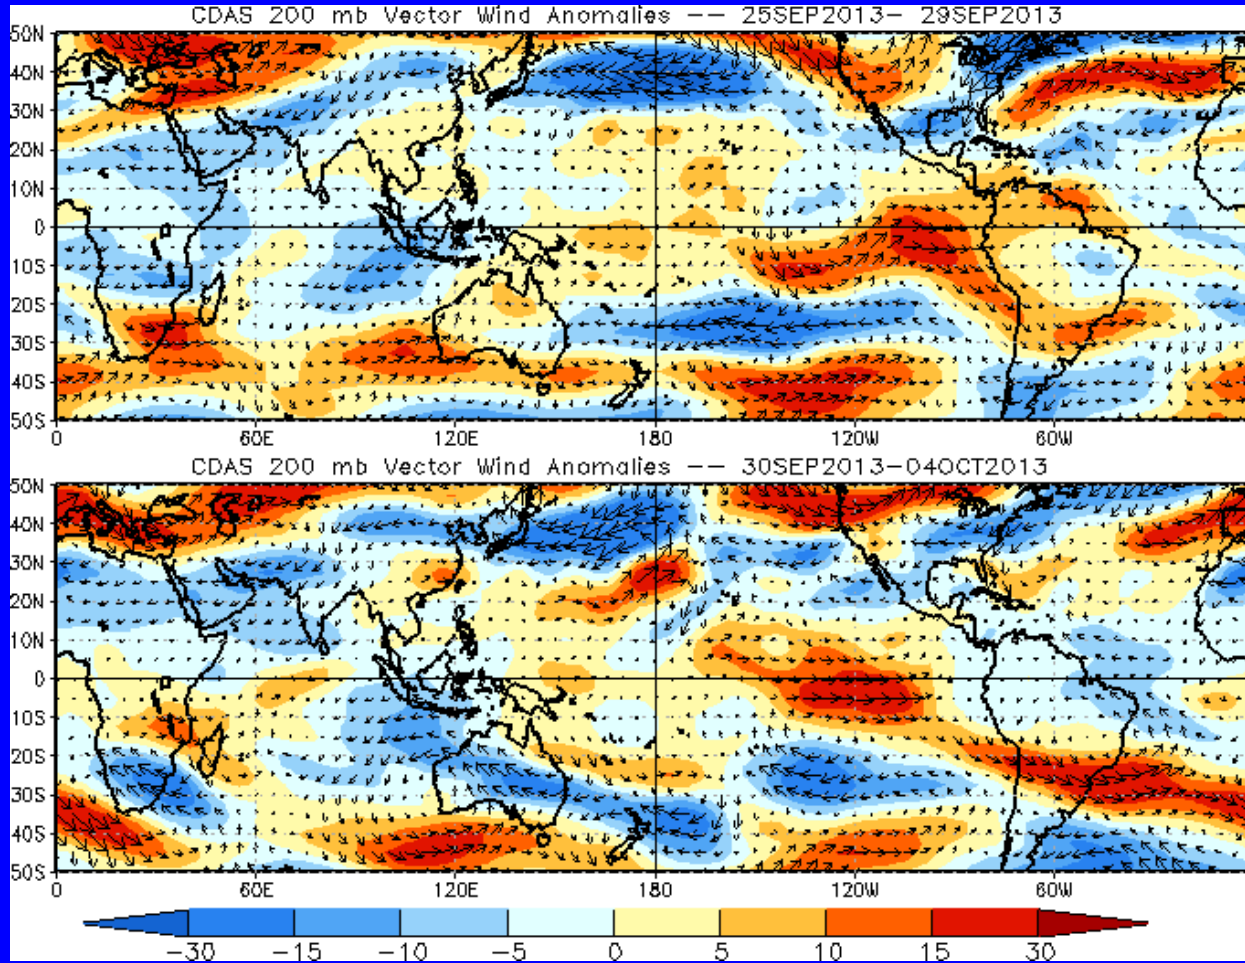 CDAS 200 mb Vector Wind Anomalies -- 25SEP2013- 29SEP2013
50N
40N
30N
20N
10N
0
10S
20S
30S
40S
50S
0 60E 120E 180 120W 60W
CDAS 200 mb Vector Wind Anomalies -- 30SEP2013-04OCT2013
50N
40N
30N
20N
10N
0
10S
20S
30S
40S
50S
0 60E 120E 180 120W 60W
-30 -15 -10 -5 0 5 10 15 30